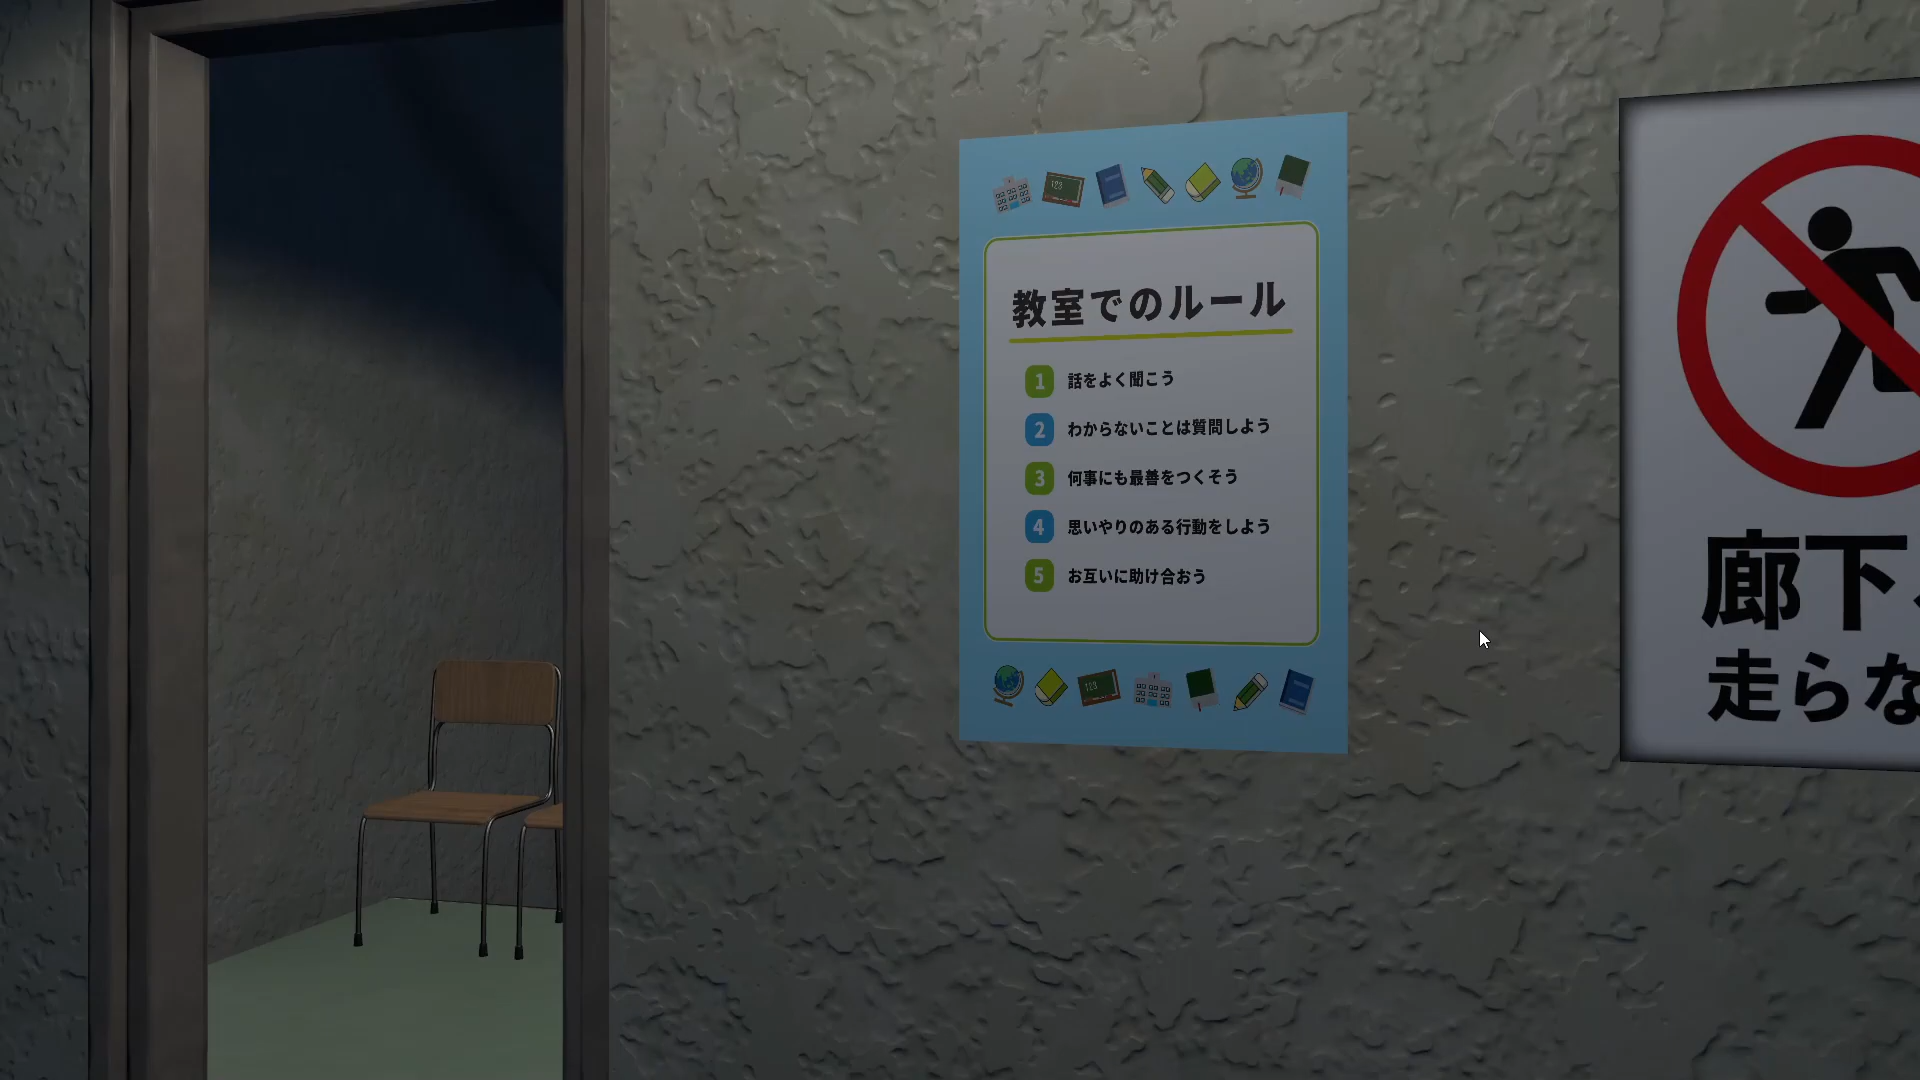 教室でのルール
1 話をよく聞こう
2 わからないことは質問しよう
3 何事にも最善をつくそう
4 思いやりのある行動をしよう
5 お互いに助け合おう
廊下
走らな